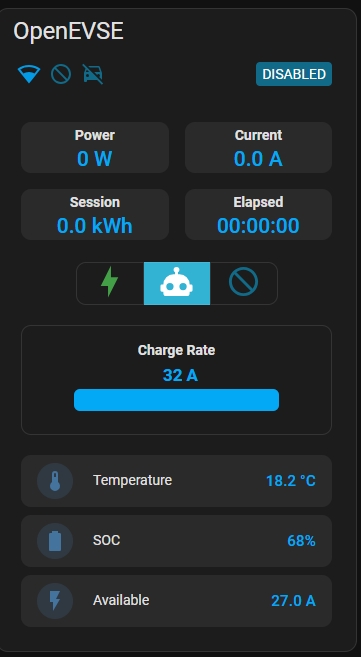 OpenEVSE
DISABLED
Power
0 W
Current
0.0 A
Session
0.0 kWh
Elapsed
00:00:00
Charge Rate
32 A
Temperature
18.2 °C
SOC
68%
Available
27.0 A